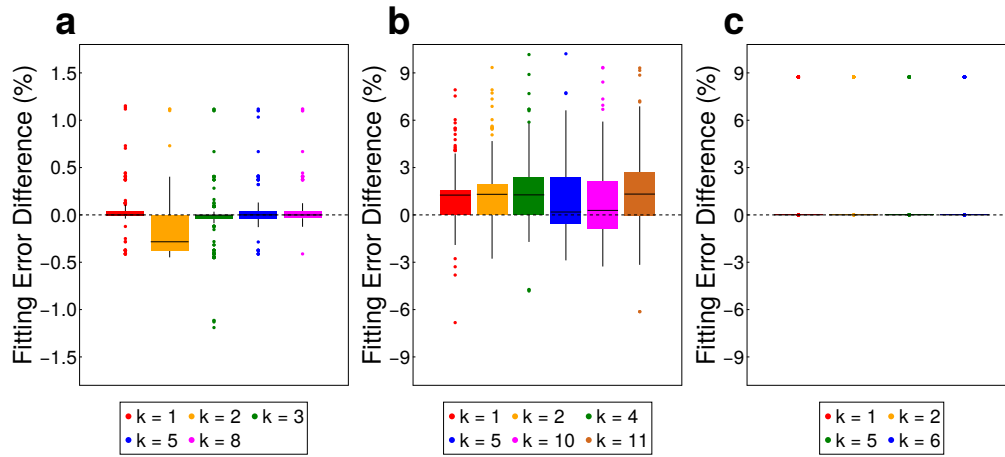 a
Fitting Error Difference (%)
1.5
1.0
0.5
0.0
−0.5
−1.0
−1.5
k = 1 k = 2 k = 3
k = 5 k = 8
b
Fitting Error Difference (%)
9
6
3
0
−3
−6
−9
k = 1 k = 2 k = 4
k = 5 k = 10 k = 11
c
Fitting Error Difference (%)
9
6
3
0
−3
−6
−9
k = 1 k = 2
k = 5 k = 6